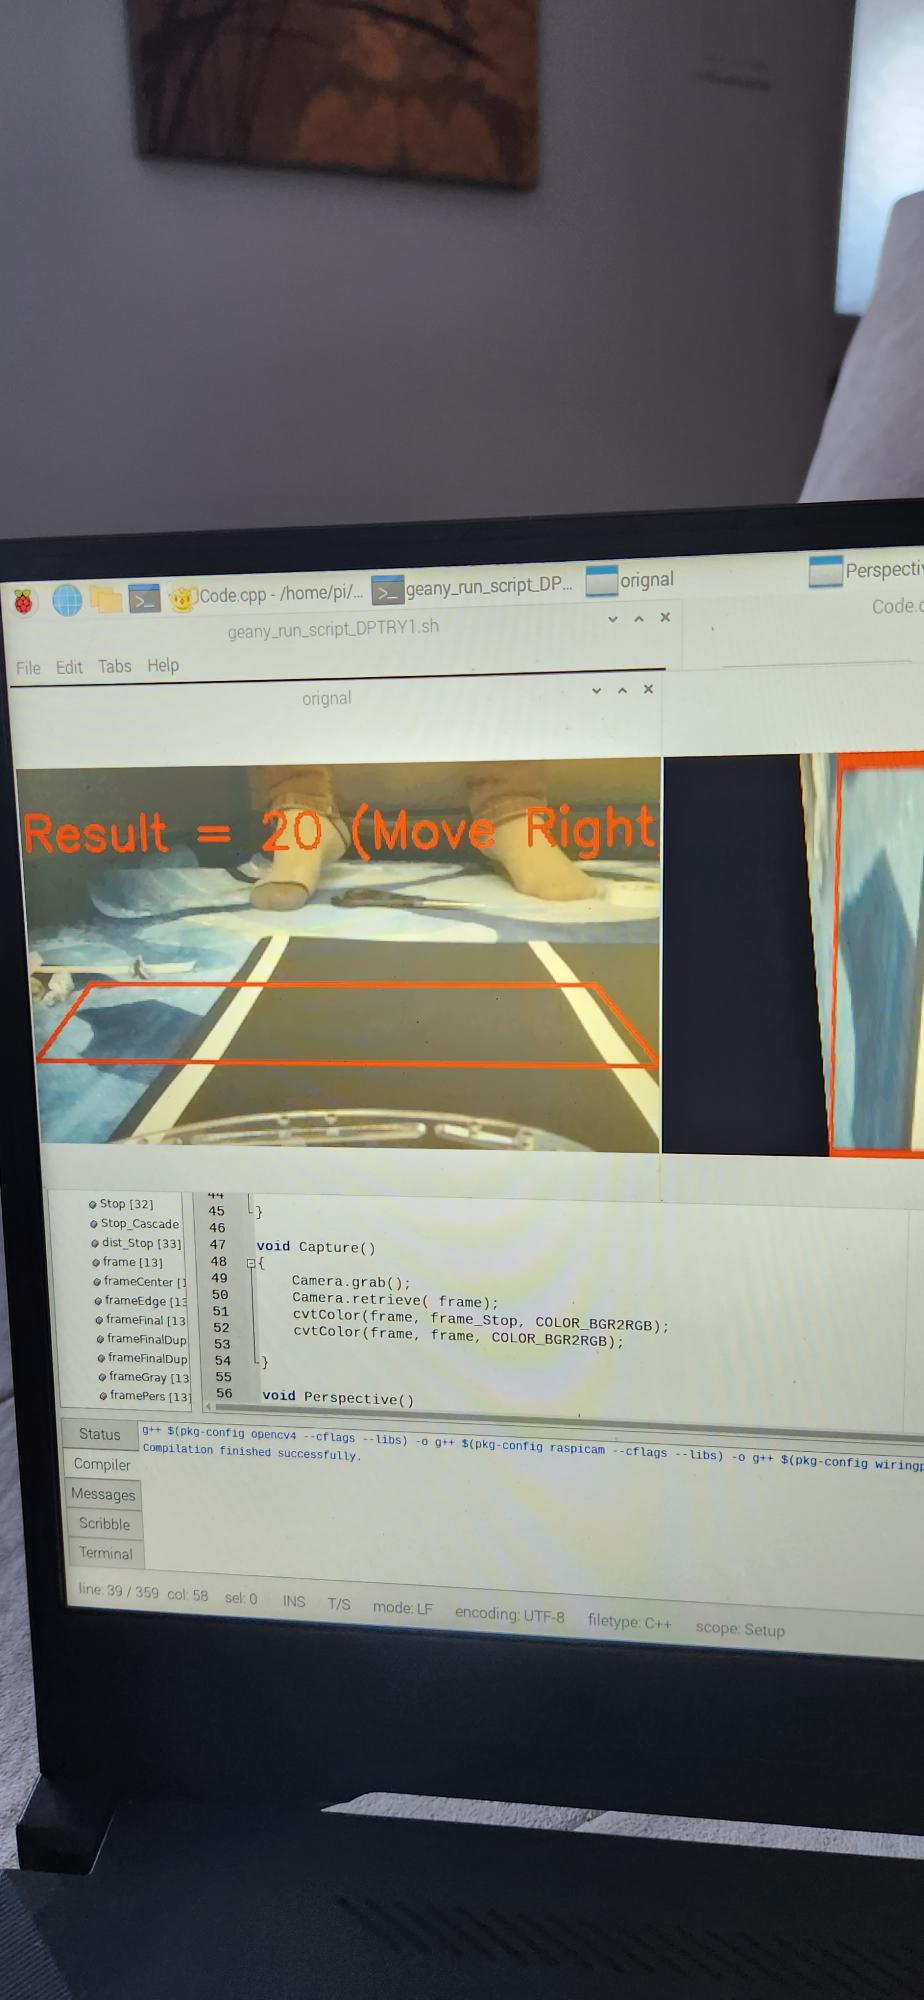 Code.cpp - /home/pi/... geany_run_script_DP... orignal Perspectiv
geany_run_script_DPTRY1.sh
Code.c
File Edit Tabs Help
orignal
Result = 20 (Move Right
Stop [32]
Stop_Cascade
dist_Stop [33]
frame [13]
frameCenter [1
frameEdge [13
frameFinal [13
frameFinalDup
frameFinalDup
frameGray [13
framePers [13]
44
45 }
46
47 void Capture()
48 {
49 Camera.grab();
50 Camera.retrieve( frame);
51 cvtColor(frame, frame_Stop, COLOR_BGR2RGB);
52 cvtColor(frame, frame, COLOR_BGR2RGB);
53
54 }
55
56 void Perspective()
Status
Compiler
Messages
Scribble
Terminal
g++ $(pkg-config opencv4 --cflags --libs) -o g++ $(pkg-config raspicam --cflags --libs) -o g++ $(pkg-config wiringp
Compilation finished successfully.
line: 39 / 359 col: 58 sel: 0 INS T/S mode: LF encoding: UTF-8 filetype: C++ scope: Setup